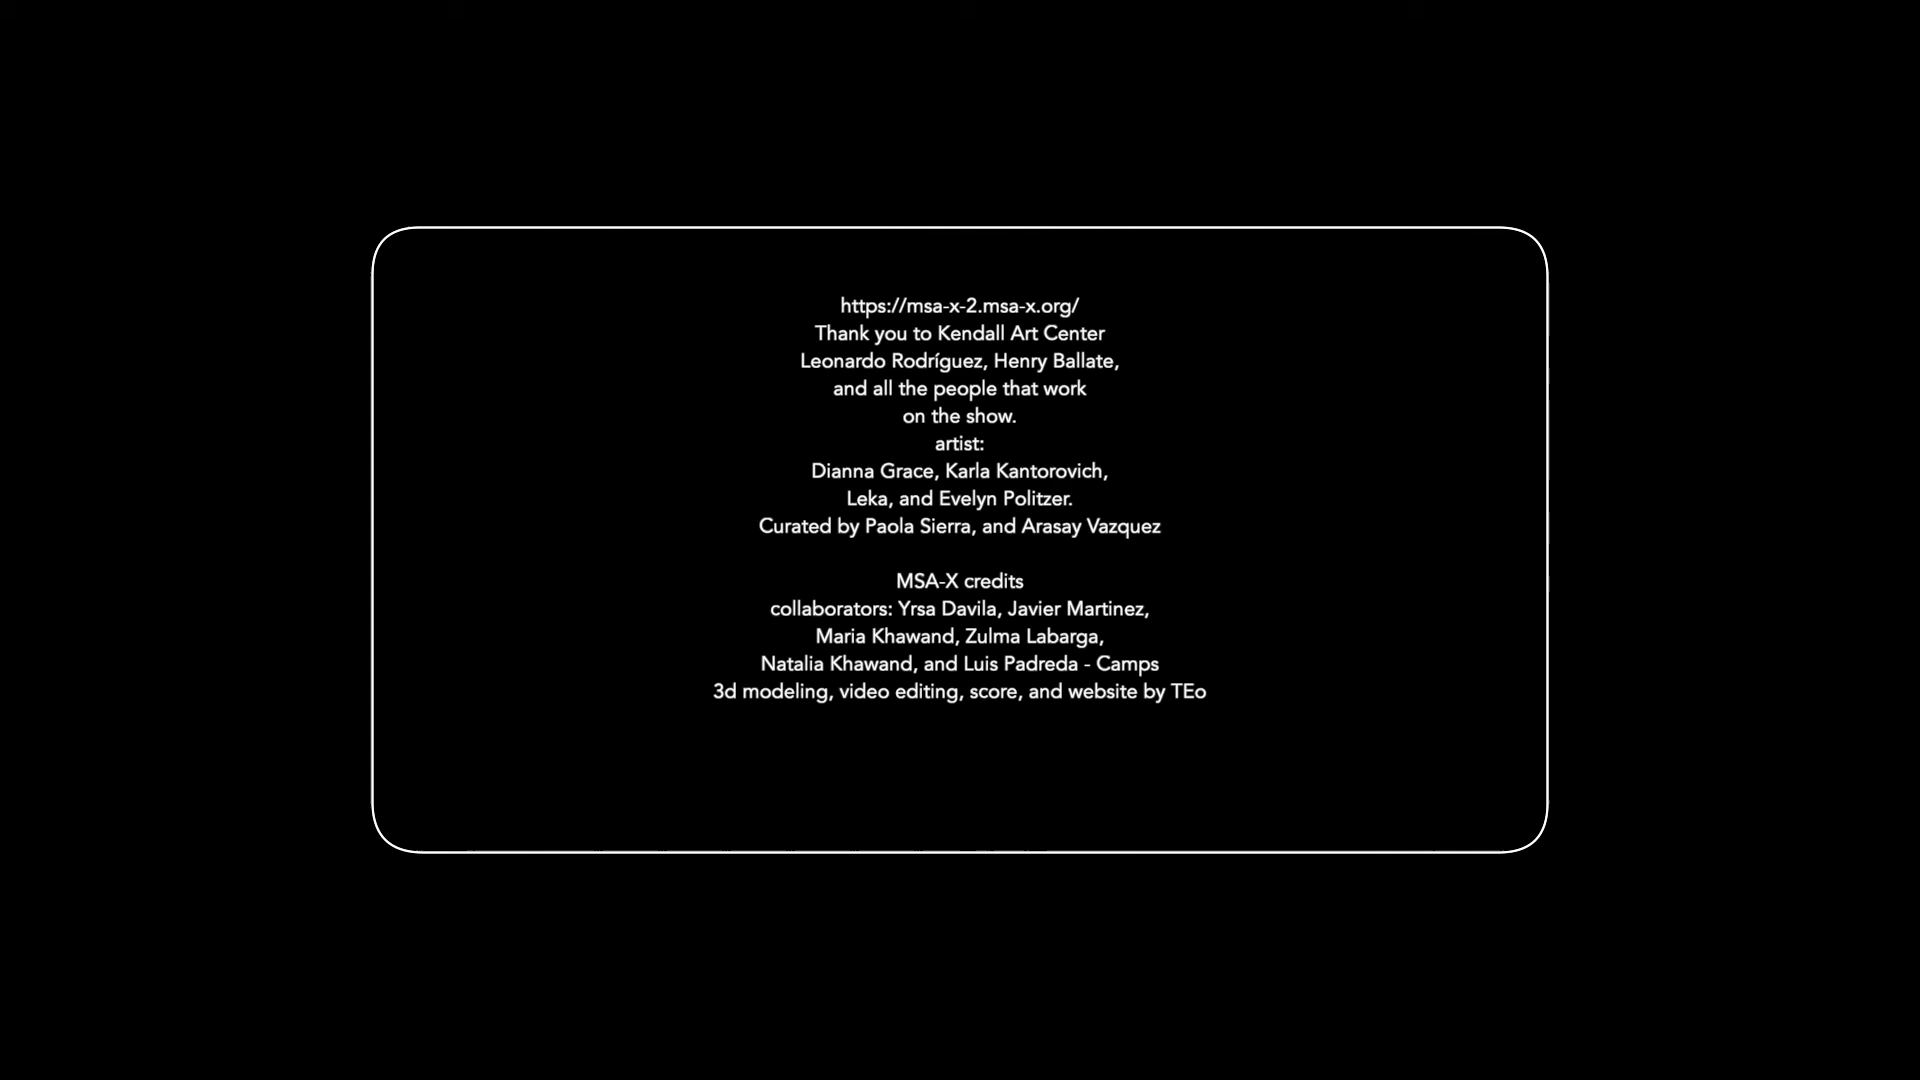 https://msa-x-2.msa-x.org/
Thank you to Kendall Art Center
Leonardo Rodríguez, Henry Ballate,
and all the people that work
on the show.
artist:
Dianna Grace, Karla Kantorovich,
Leka, and Evelyn Politzer.
Curated by Paola Sierra, and Arasay Vazquez
MSA-X credits
collaborators: Yrsa Davila, Javier Martinez,
Maria Khawand, Zulma Labarga,
Natalia Khawand, and Luis Padreda - Camps
3d modeling, video editing, score, and website by TEo